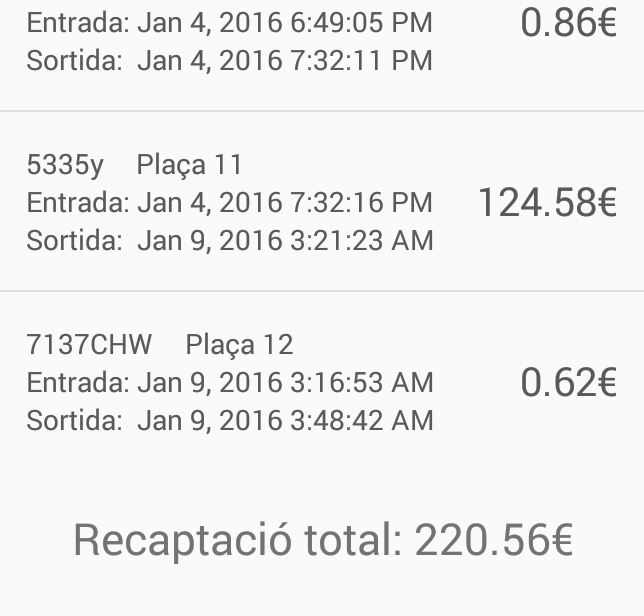 Entrada: Jan 4, 2016 6:49:05 PM 0.86€
Sortida: Jan 4, 2016 7:32:11 PM
5335y Plaça 11
Entrada: Jan 4, 2016 7:32:16 PM 124.58€
Sortida: Jan 9, 2016 3:21:23 AM
7137CHW Plaça 12
Entrada: Jan 9, 2016 3:16:53 AM 0.62€
Sortida: Jan 9, 2016 3:48:42 AM
Recaptació total: 220.56€